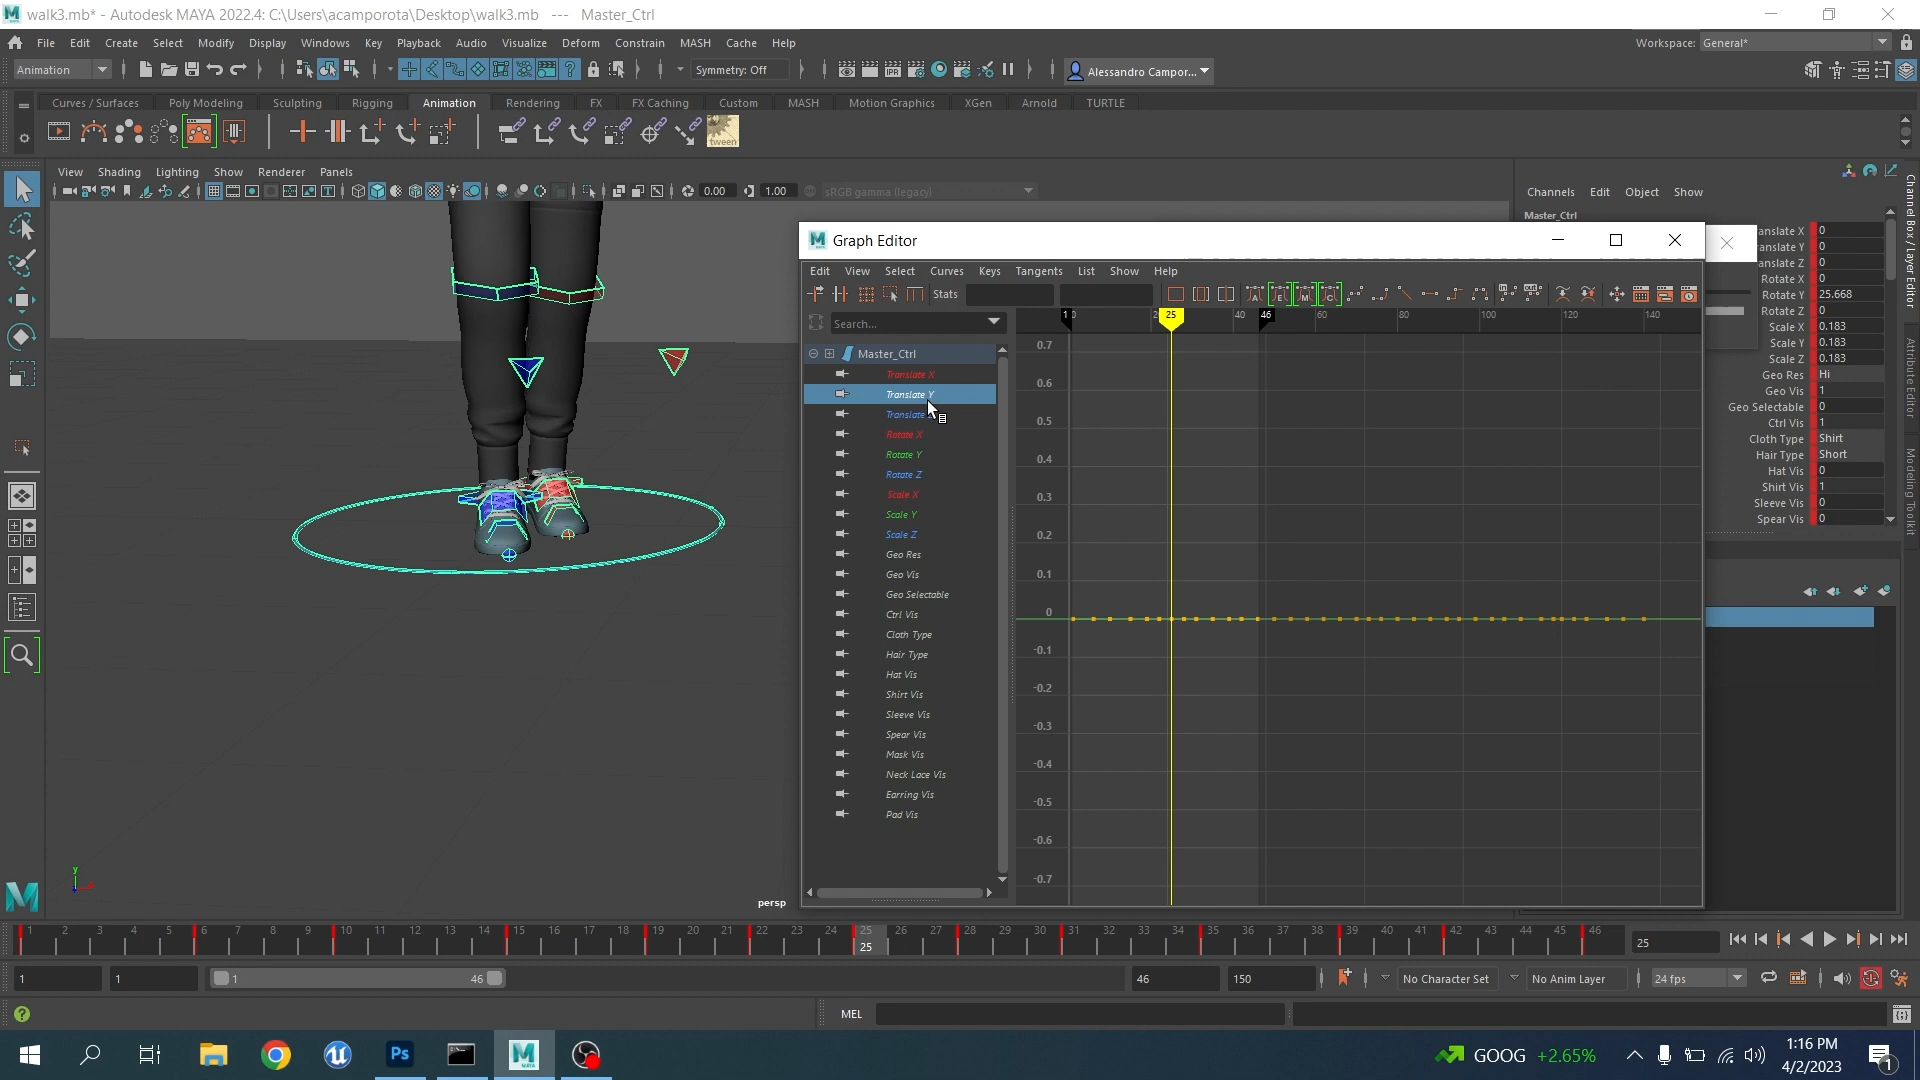 walk3.mb* - Autodesk MAYA 2022.4: C:\Users\acamporota\Desktop\walk3.mb --- Master_Ctrl
File Edit Create Select Modify Display Windows Key Playback Audio Visualize Deform Constrain MASH Cache Help
Workspace: General*
Animation
Symmetry: Off
IPR
Alessandro Campor...
Curves / Surfaces Poly Modeling Sculpting Rigging Animation Rendering FX FX Caching Custom MASH Motion Graphics XGen Arnold TURTLE
tween
View Shading Lighting Show Renderer Panels
0.00 1.00 sRGB gamma (legacy)
Channels Edit Object Show
Master_Ctrl
anslate X 0
anslate Y 0
anslate Z 0
Rotate X 0
Rotate Y 25.668
Rotate Z 0
Scale X 0.183
Scale Y 0.183
Scale Z 0.183
Geo Res Hi
Geo Vis 1
Geo Selectable 0
Ctrl Vis 1
Cloth Type Shirt
Hair Type Short
Hat Vis 0
Shirt Vis 1
Sleeve Vis 0
Spear Vis 0
Channel Box / Layer Editor
Attribute Editor
Modeling Toolkit
Graph Editor
Edit View Select Curves Keys Tangents List Show Help
Stats
Search...
Master_Ctrl
Translate X
Translate Y
Translate
Rotate X
Rotate Y
Rotate Z
Scale X
Scale Y
Scale Z
Geo Res
Geo Vis
Geo Selectable
Ctrl Vis
Cloth Type
Hair Type
Hat Vis
Shirt Vis
Sleeve Vis
Spear Vis
Mask Vis
Neck Lace Vis
Earring Vis
Pad Vis
25 40 46 60 80 100 120 140
0.7
0.6
0.5
0.4
0.3
0.2
0.1
0
-0.1
-0.2
-0.3
-0.4
-0.5
-0.6
-0.7
y
persp
1 2 3 4 5 6 7 8 9 10 11 12 13 14 15 16 17 18 19 20 21 22 23 24 25 26 27 28 29 30 31 32 33 34 35 36 37 38 39 40 41 42 43 44 45 46
25
25
1 1 1 46 46 150 No Character Set No Anim Layer 24 fps
MEL
Ps
MAYA
GOOG +2.65%
1:16 PM
4/2/2023
1